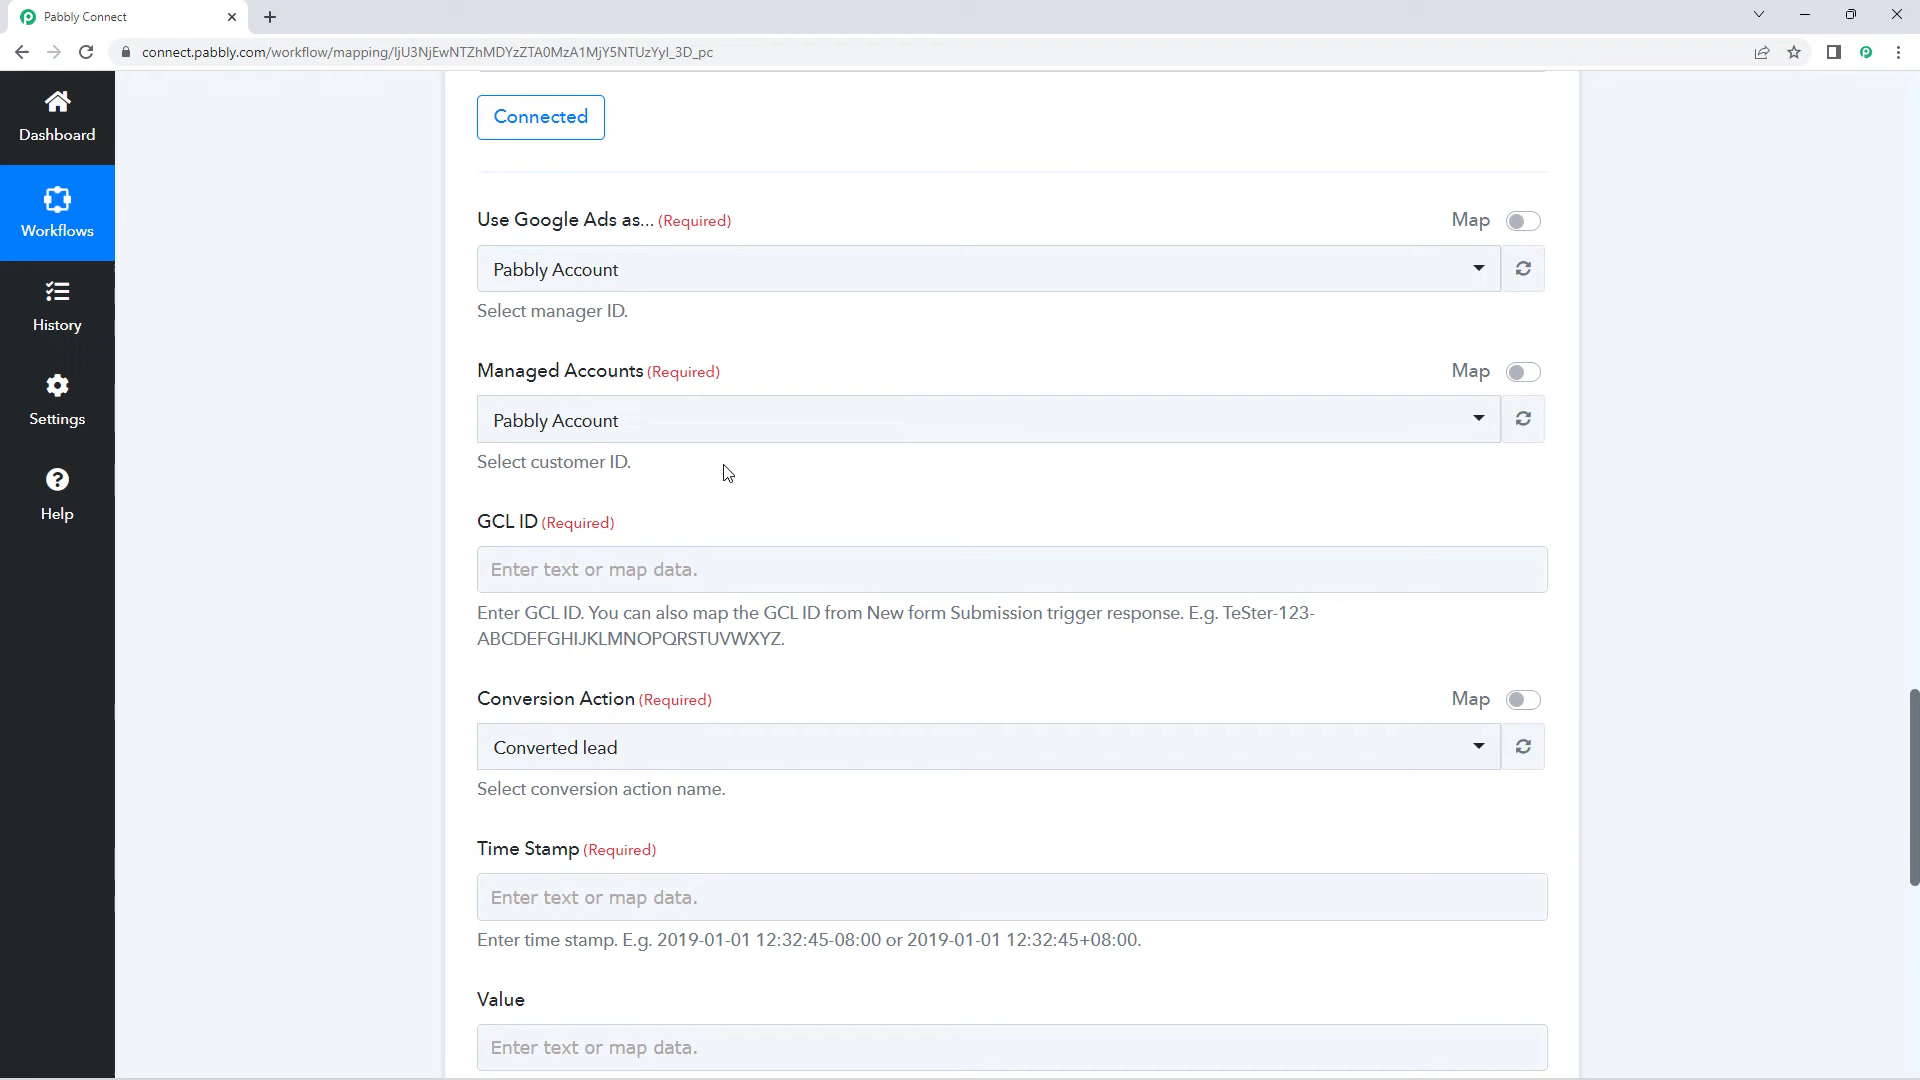 Pabbly Connect
connect.pabbly.com/workflow/mapping/IjU3NjEwNTZhMDYzZTA0MzA1MjY5NTUzYyI_3D_pc
Dashboard
Workflows
History
Settings
Help
Connected
Use Google Ads as... (Required) Map
Pabbly Account
Select manager ID.
Managed Accounts (Required) Map
Pabbly Account
Select customer ID.
GCL ID (Required)
Enter text or map data.
Enter GCL ID. You can also map the GCL ID from New form Submission trigger response. E.g. TeSter-123-
ABCDEFGHIJKLMNOPQRSTUVWXYZ.
Conversion Action (Required) Map
Converted lead
Select conversion action name.
Time Stamp (Required)
Enter text or map data.
Enter time stamp. E.g. 2019-01-01 12:32:45-08:00 or 2019-01-01 12:32:45+08:00.
Value
Enter text or map data.